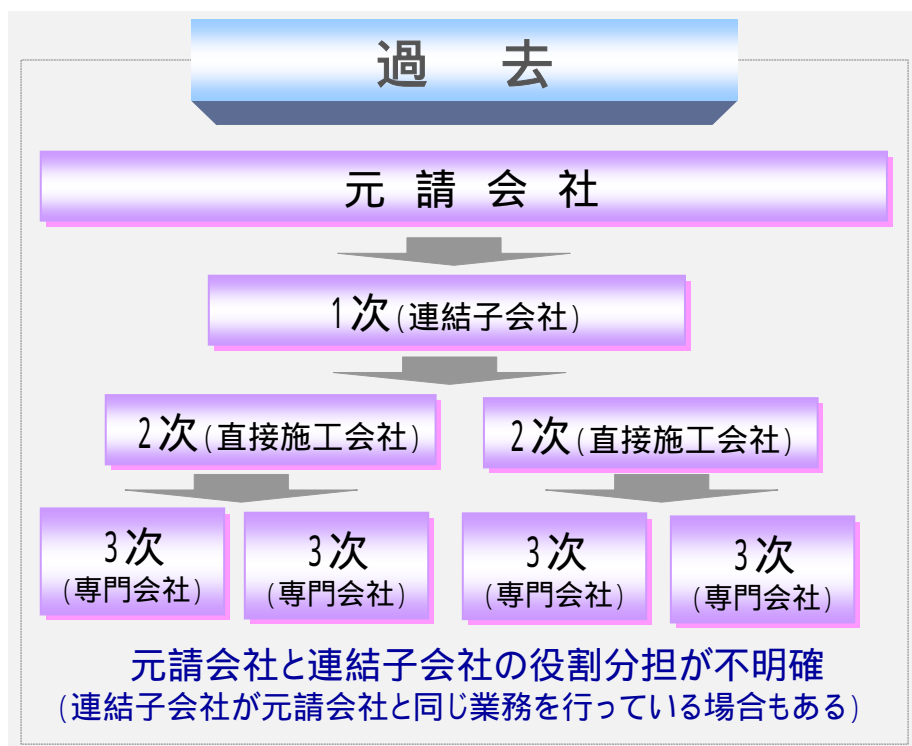 過 去
元 請 会 社
1次(連結子会社)
2次(直接施工会社)
2次(直接施工会社)
3次
(専門会社)
3次
(専門会社)
3次
(専門会社)
3次
(専門会社)
元請会社と連結子会社の役割分担が不明確
(連結子会社が元請会社と同じ業務を行っている場合もある)